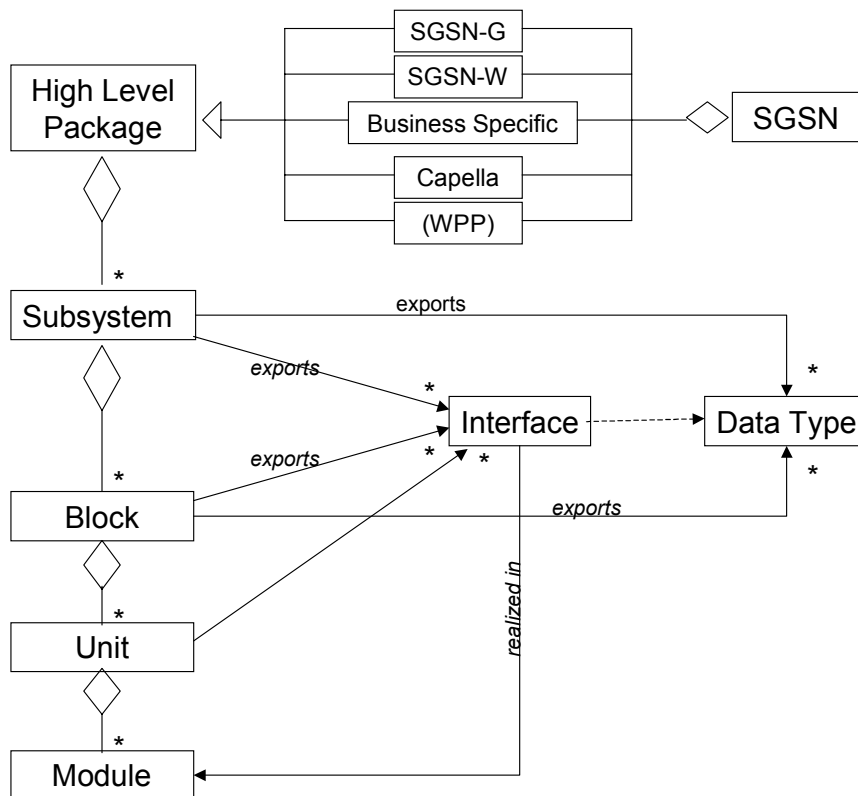 SGSN-G
SGSN-W
High Level
Package
Business Specific
SGSN
Capella
(WPP)
*
Subsystem
exports
exports
*
*
Interface
Data Type
exports
*
*
*
*
Block
exports
realized in
*
Unit
*
Module